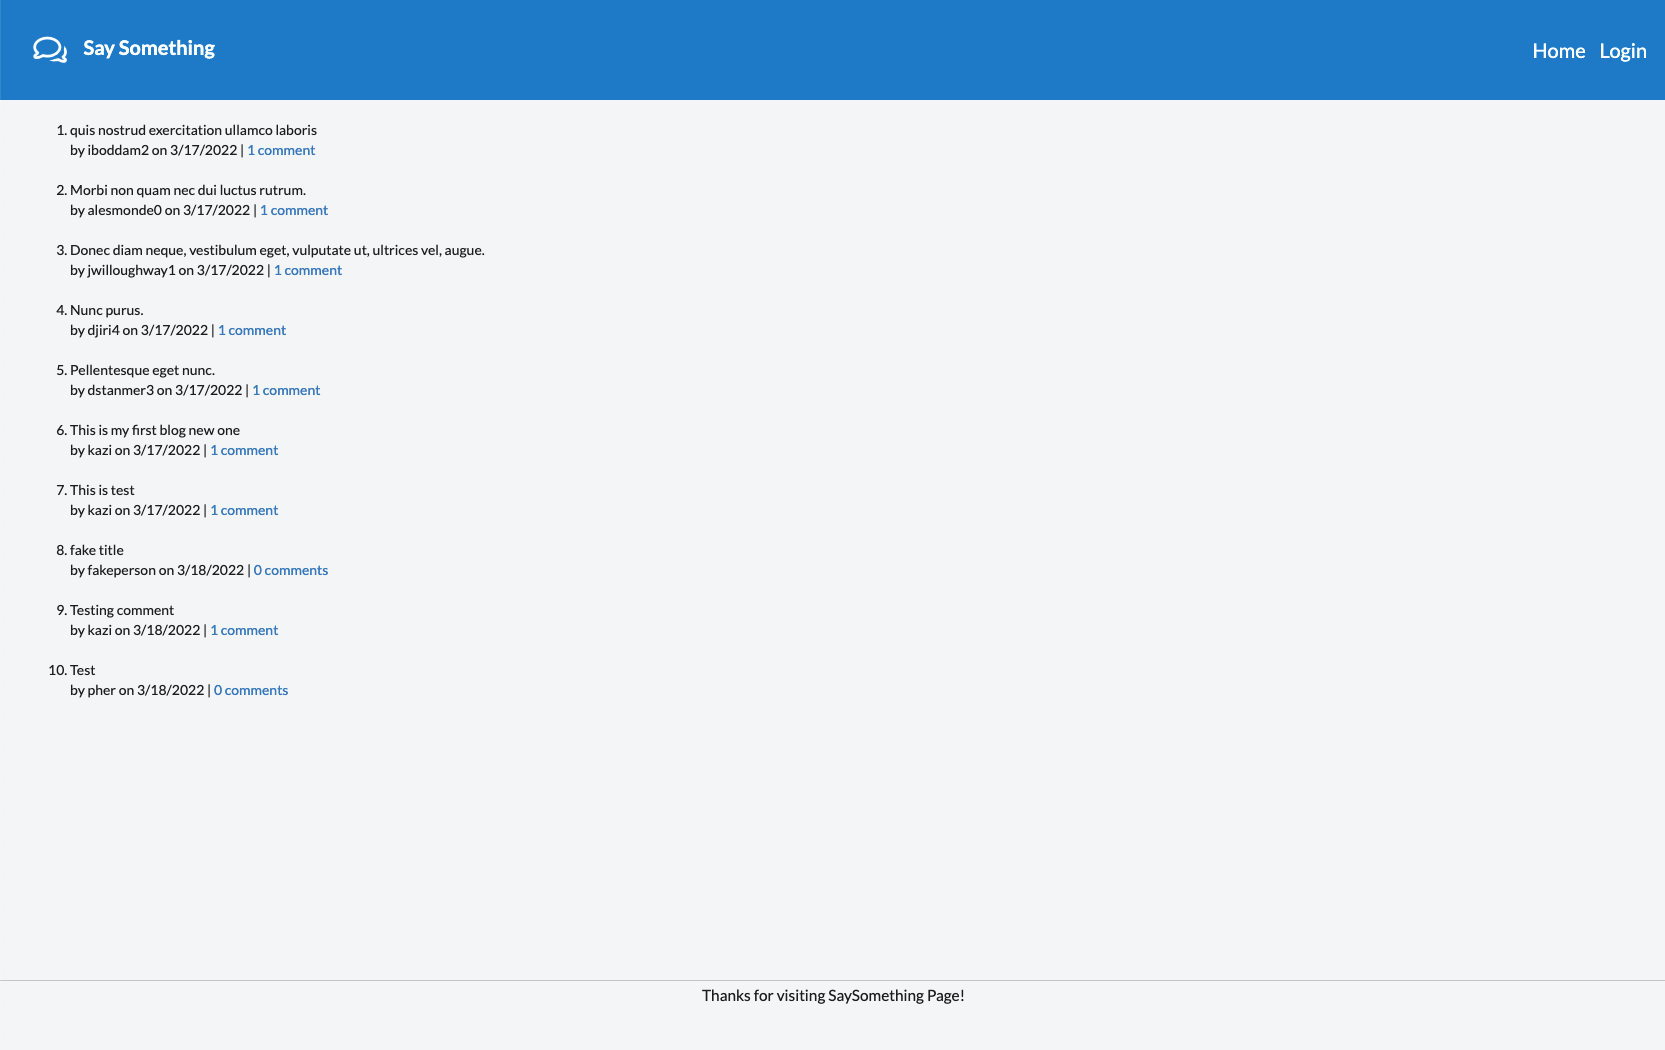 Say Something
Home Login
1. quis nostrud exercitation ullamco laboris
by iboddam2 on 3/17/2022 | 1 comment
2. Morbi non quam nec dui luctus rutrum.
by alesmonde0 on 3/17/2022 | 1 comment
3. Donec diam neque, vestibulum eget, vulputate ut, ultrices vel, augue.
by jwilloughway1 on 3/17/2022 | 1 comment
4. Nunc purus.
by djiri4 on 3/17/2022 | 1 comment
5. Pellentesque eget nunc.
by dstanmer3 on 3/17/2022 | 1 comment
6. This is my first blog new one
by kazi on 3/17/2022 | 1 comment
7. This is test
by kazi on 3/17/2022 | 1 comment
8. fake title
by fakeperson on 3/18/2022 | 0 comments
9. Testing comment
by kazi on 3/18/2022 | 1 comment
10. Test
by pher on 3/18/2022 | 0 comments
Thanks for visiting SaySomething Page!